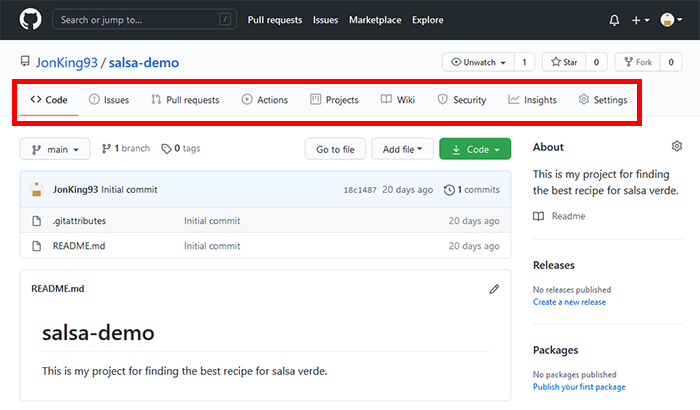 Search or jump to... / Pull requests Issues Marketplace Explore
JonKing93 / salsa-demo Unwatch 1 Star 0 Fork 0
Code Issues Pull requests Actions Projects Wiki Security Insights Settings
main 1 branch 0 tags Go to file Add file Code About
This is my project for finding
the best recipe for salsa verde.
JonKing93 Initial commit 18c1487 20 days ago 1 commits
Readme
.gitattributes Initial commit 20 days ago
README.md Initial commit 20 days ago
Releases
No releases published
Create a new release
README.md
salsa-demo
This is my project for finding the best recipe for salsa verde.
Packages
No packages published
Publish your first package